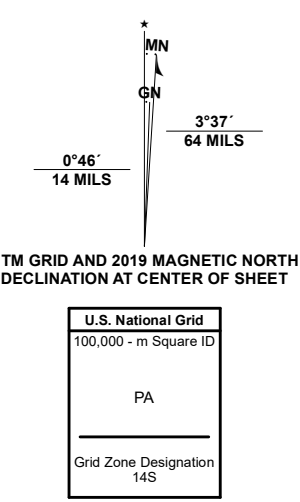 MN
GN
3°37´
64 MILS
0°46´
14 MILS
TM GRID AND 2019 MAGNETIC NORTH
DECLINATION AT CENTER OF SHEET
U.S. National Grid
100,000 - m Square ID
PA
Grid Zone Designation
14S